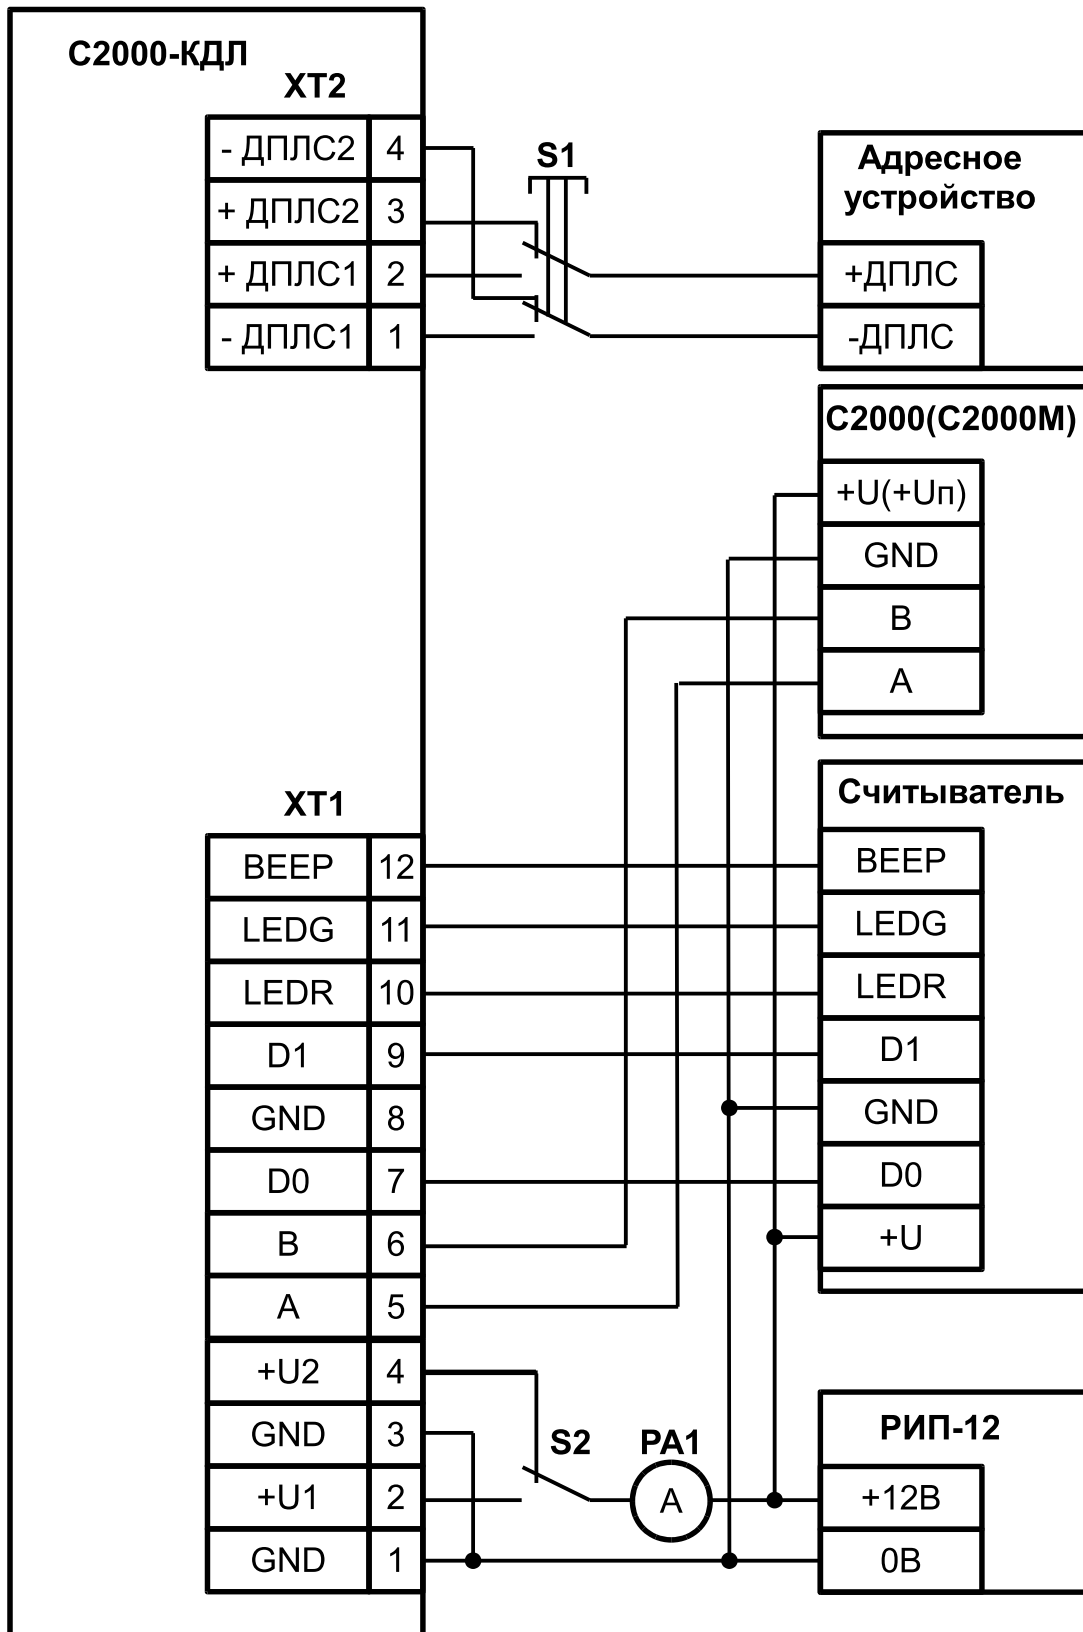 С2000-КДЛ
XT2
- ДПЛС2 4
+ ДПЛС2 3
+ ДПЛС1 2
- ДПЛС1 1
S1
Адресное
устройство
+ДПЛС
-ДПЛС
С2000(С2000М)
+U(+Uп)
GND
B
A
XT1
BEEP 12
LEDG 11
LEDR 10
D1 9
GND 8
D0 7
B 6
A 5
+U2 4
GND 3
+U1 2
GND 1
Считыватель
BEEP
LEDG
LEDR
D1
GND
D0
+U
S2
PA1
A
РИП-12
+12В
0В